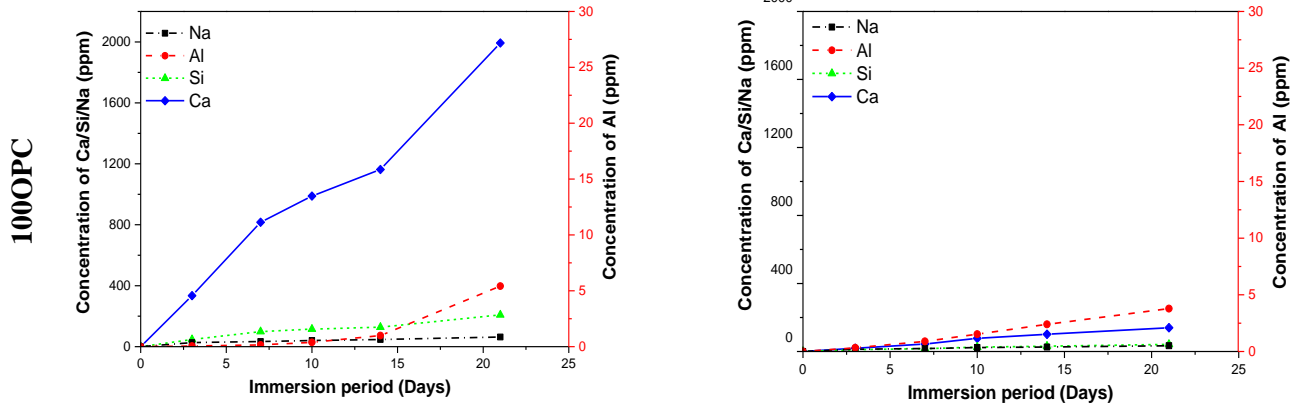 100OPC
Concentration of Ca/Si/Na (ppm)
2000
1600
1200
800
400
0
Na
Al
Si
Ca
30
25
20
15
10
5
0
Concentration of Al (ppm)
0 5 10 15 20 25
Immersion period (Days)
Concentration of Ca/Si/Na (ppm)
2000
1600
1200
800
400
0
Na
Al
Si
Ca
30
25
20
15
10
5
0
Concentration of Al (ppm)
0 5 10 15 20 25
Immersion period (Days)